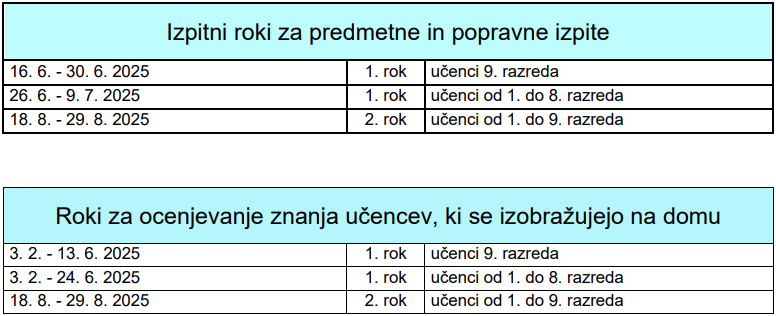 Izpitni roki za predmetne in popravne izpite
16. 6. - 30. 6. 2025 1. rok učenci 9. razreda
26. 6. - 9. 7. 2025 1. rok učenci od 1. do 8. razreda
18. 8. - 29. 8. 2025 2. rok učenci od 1. do 9. razreda
Roki za ocenjevanje znanja učencev, ki se izobražujejo na domu
3. 2. - 13. 6. 2025 1. rok učenci 9. razreda
3. 2. - 24. 6. 2025 1. rok učenci od 1. do 8. razreda
18. 8. - 29. 8. 2025 2. rok učenci od 1. do 9. razreda